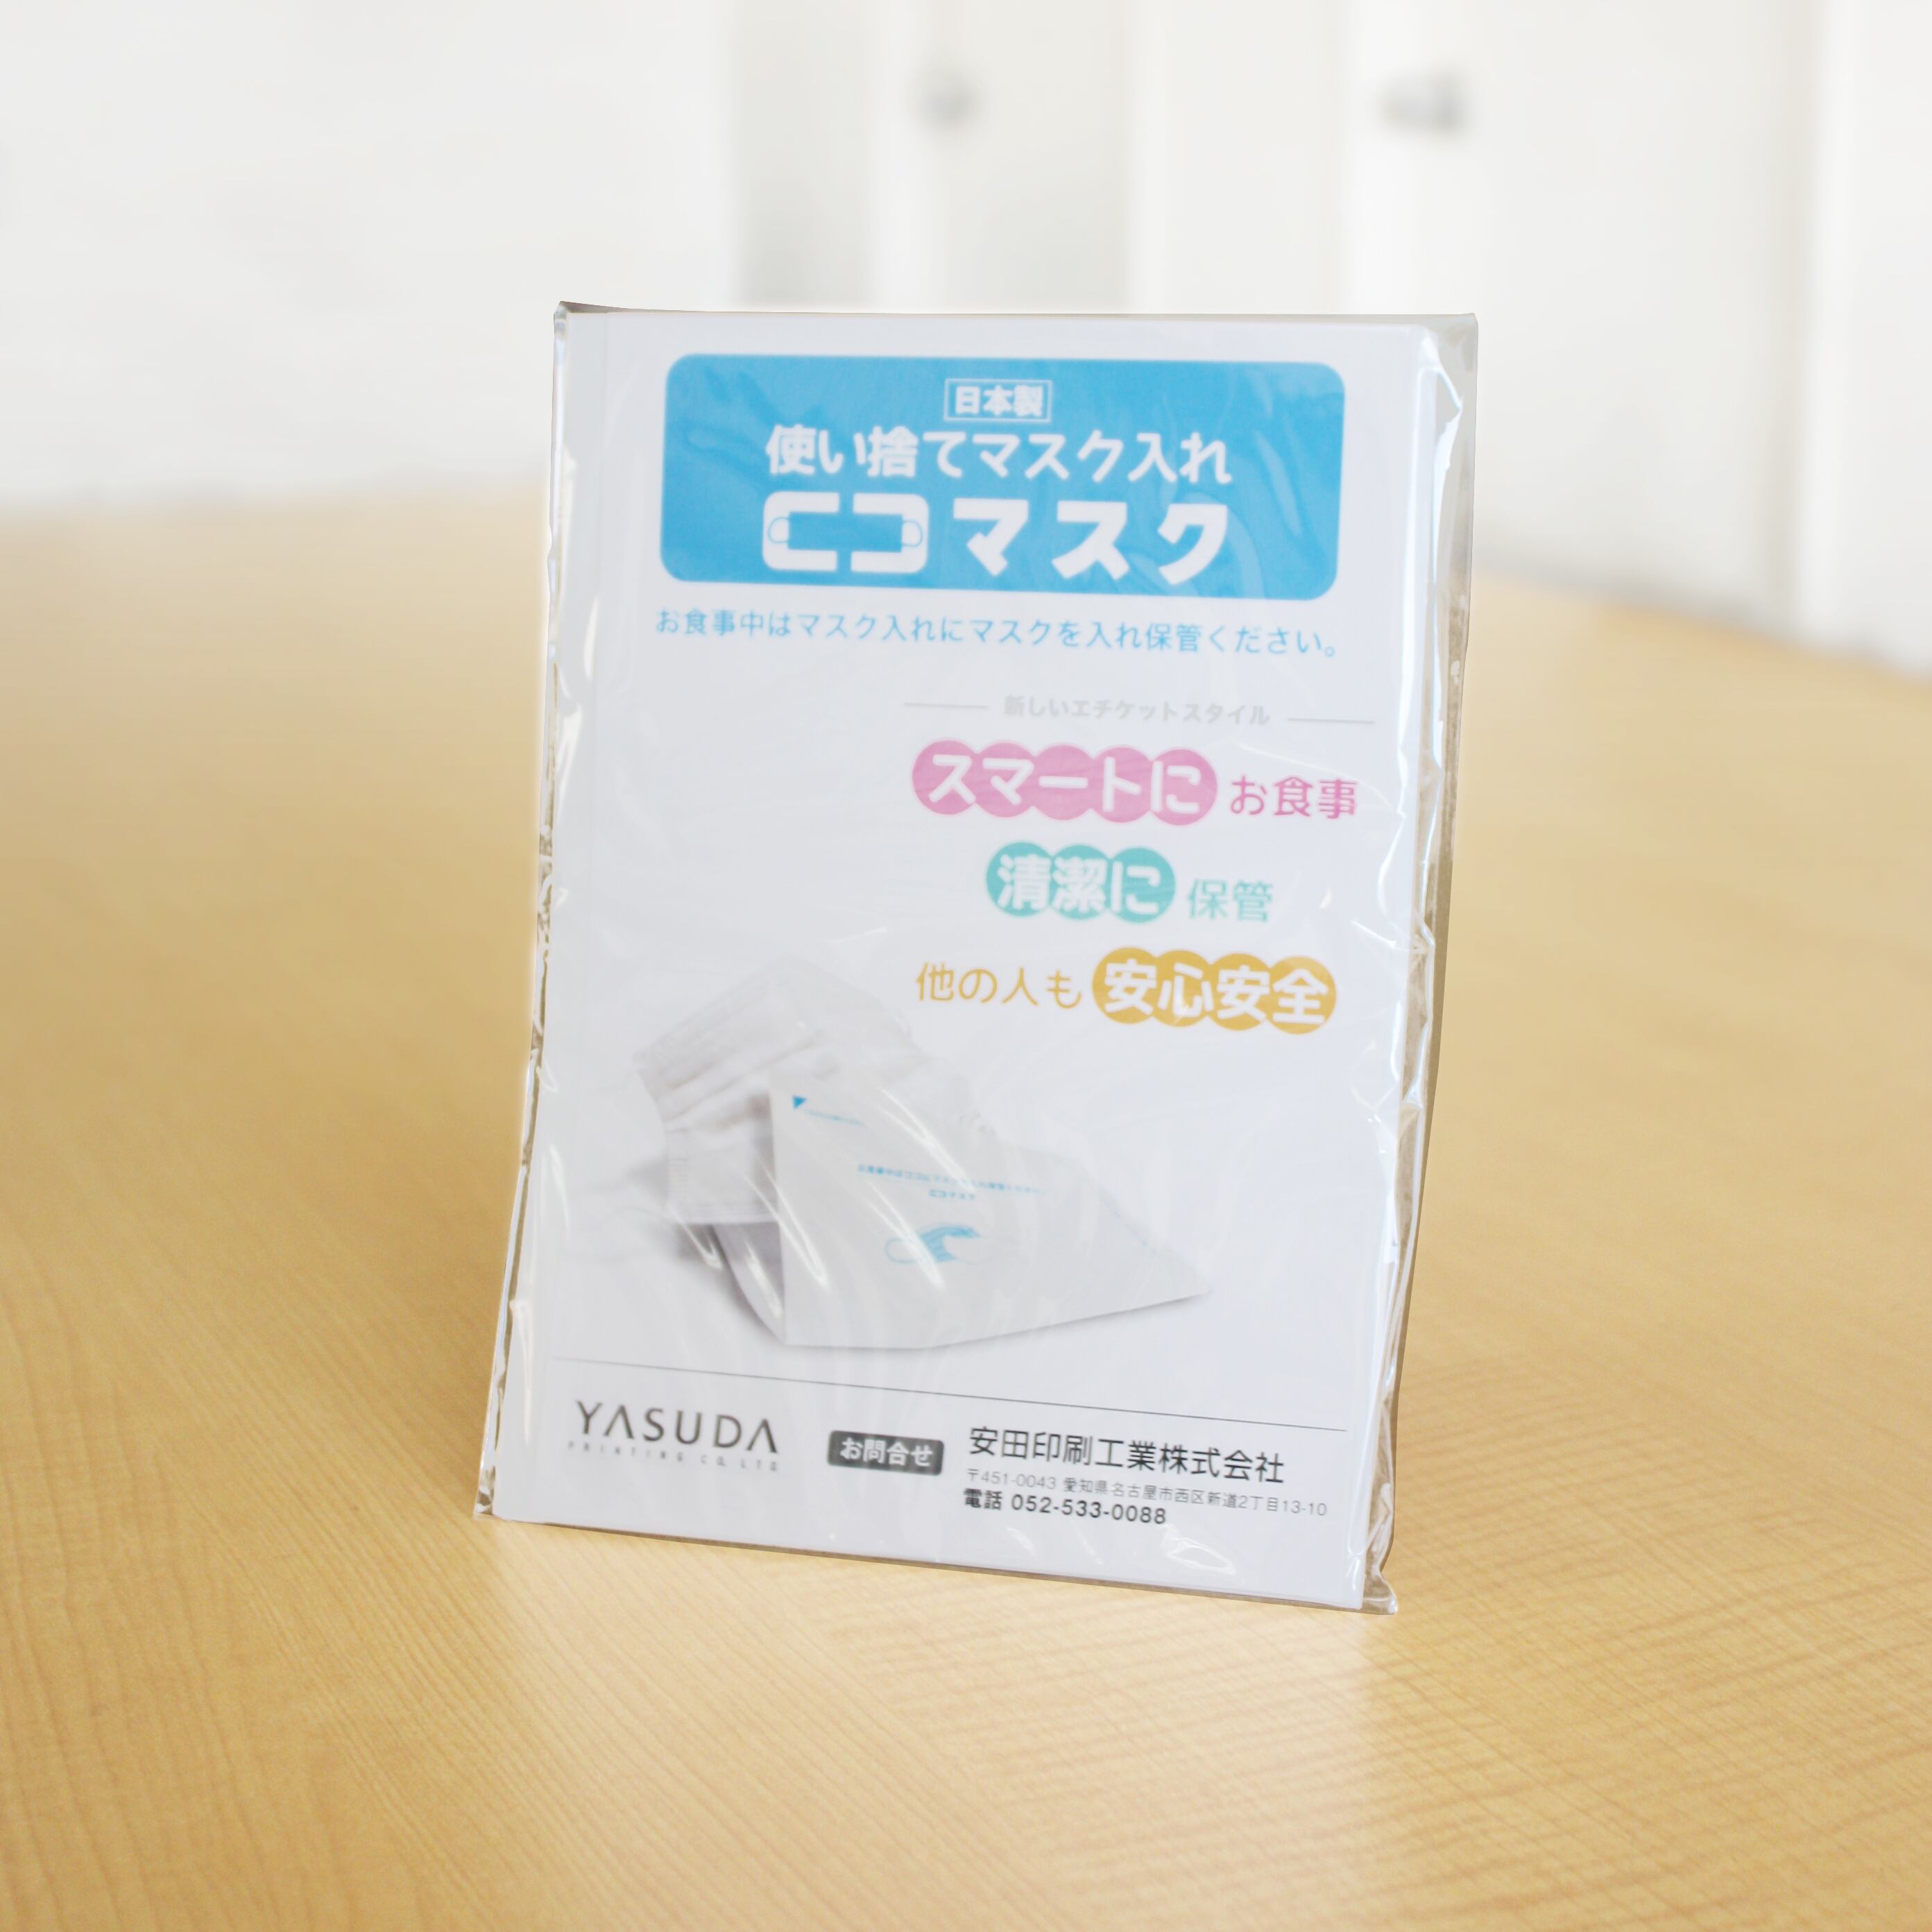 日本製
使い捨てマスク入れ
ココマスク
お食事中はマスク入れにマスクを入れ保管ください。
新しいエチケットスタイル
スマートに お食事
清潔に 保管
他の人も 安心安全
YASUDA
PRINTING CO. LTD.
お問合せ
安田印刷工業株式会社
〒451-0043 愛知県名古屋市西区新道2丁目13-10
電話 052-533-0088